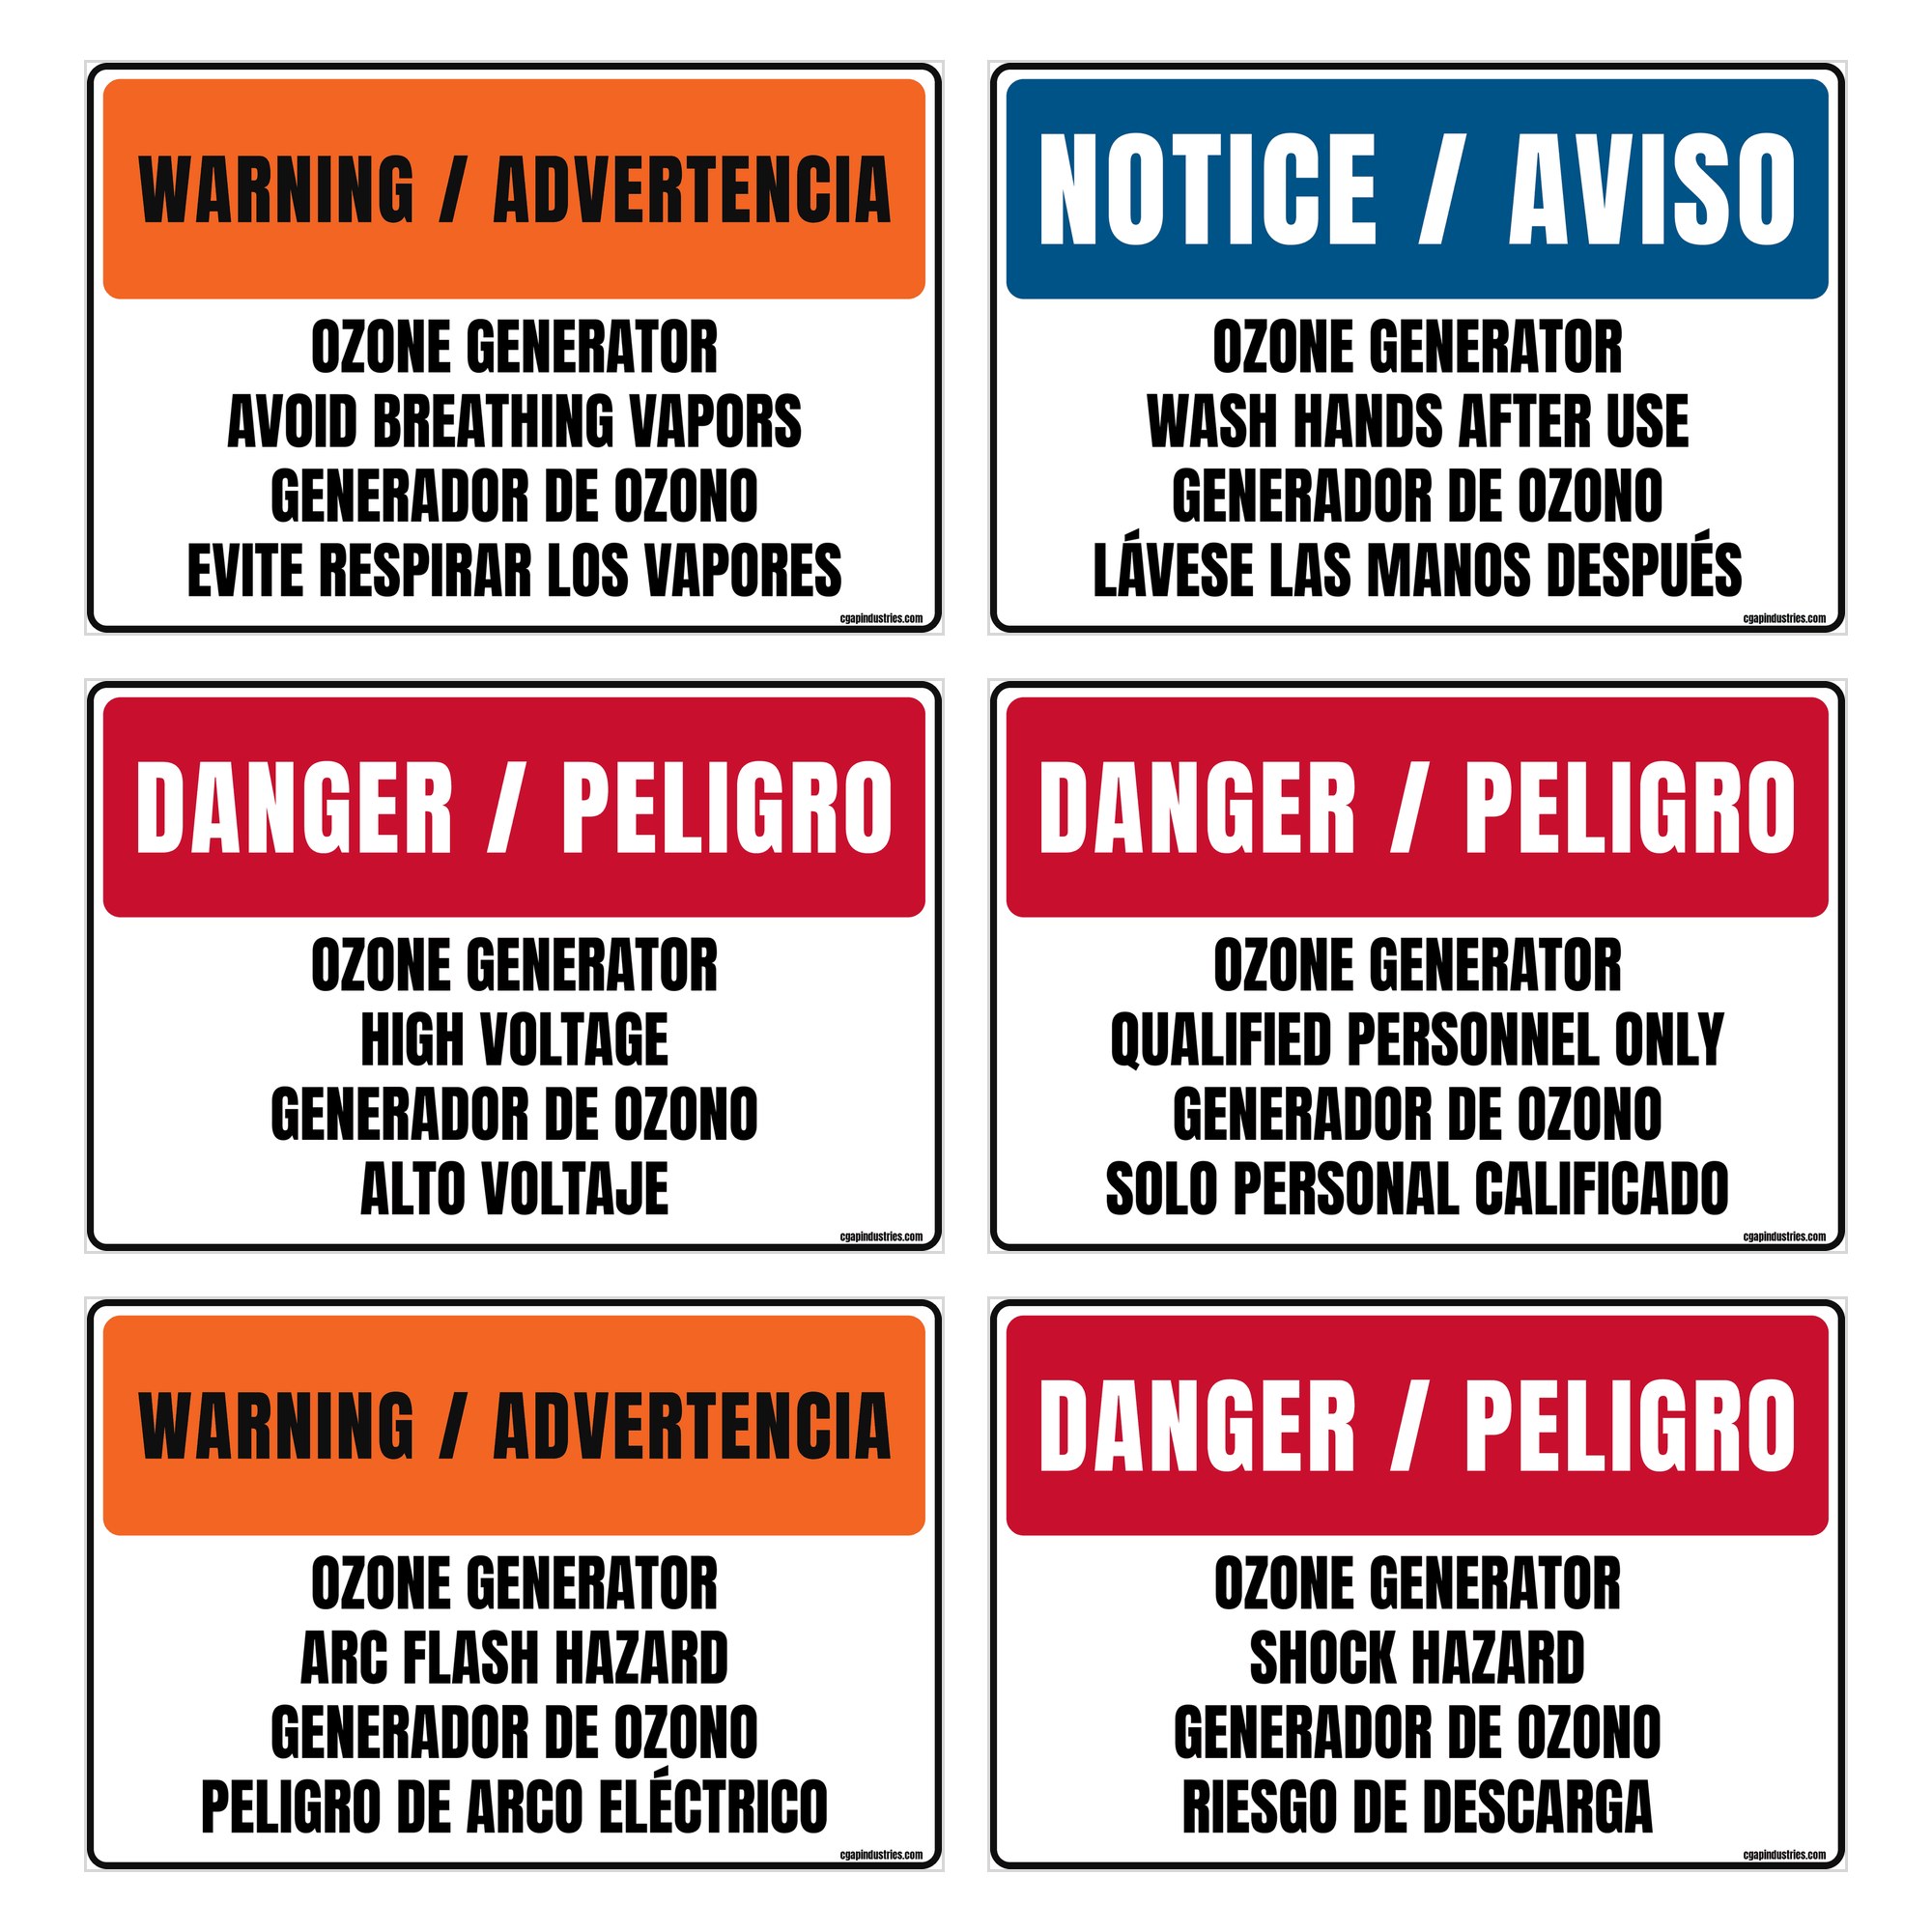 WARNING / ADVERTENCIA
OZONE GENERATOR
AVOID BREATHING VAPORS
GENERADOR DE OZONO
EVITE RESPIRAR LOS VAPORES
cgapindustries.com
NOTICE / AVISO
OZONE GENERATOR
WASH HANDS AFTER USE
GENERADOR DE OZONO
LÁVESE LAS MANOS DESPUÉS
cgapindustries.com
DANGER / PELIGRO
OZONE GENERATOR
HIGH VOLTAGE
GENERADOR DE OZONO
ALTO VOLTAJE
cgapindustries.com
DANGER / PELIGRO
OZONE GENERATOR
QUALIFIED PERSONNEL ONLY
GENERADOR DE OZONO
SOLO PERSONAL CALIFICADO
cgapindustries.com
WARNING / ADVERTENCIA
OZONE GENERATOR
ARC FLASH HAZARD
GENERADOR DE OZONO
PELIGRO DE ARCO ELÉCTRICO
cgapindustries.com
DANGER / PELIGRO
OZONE GENERATOR
SHOCK HAZARD
GENERADOR DE OZONO
RIESGO DE DESCARGA
cgapindustries.com